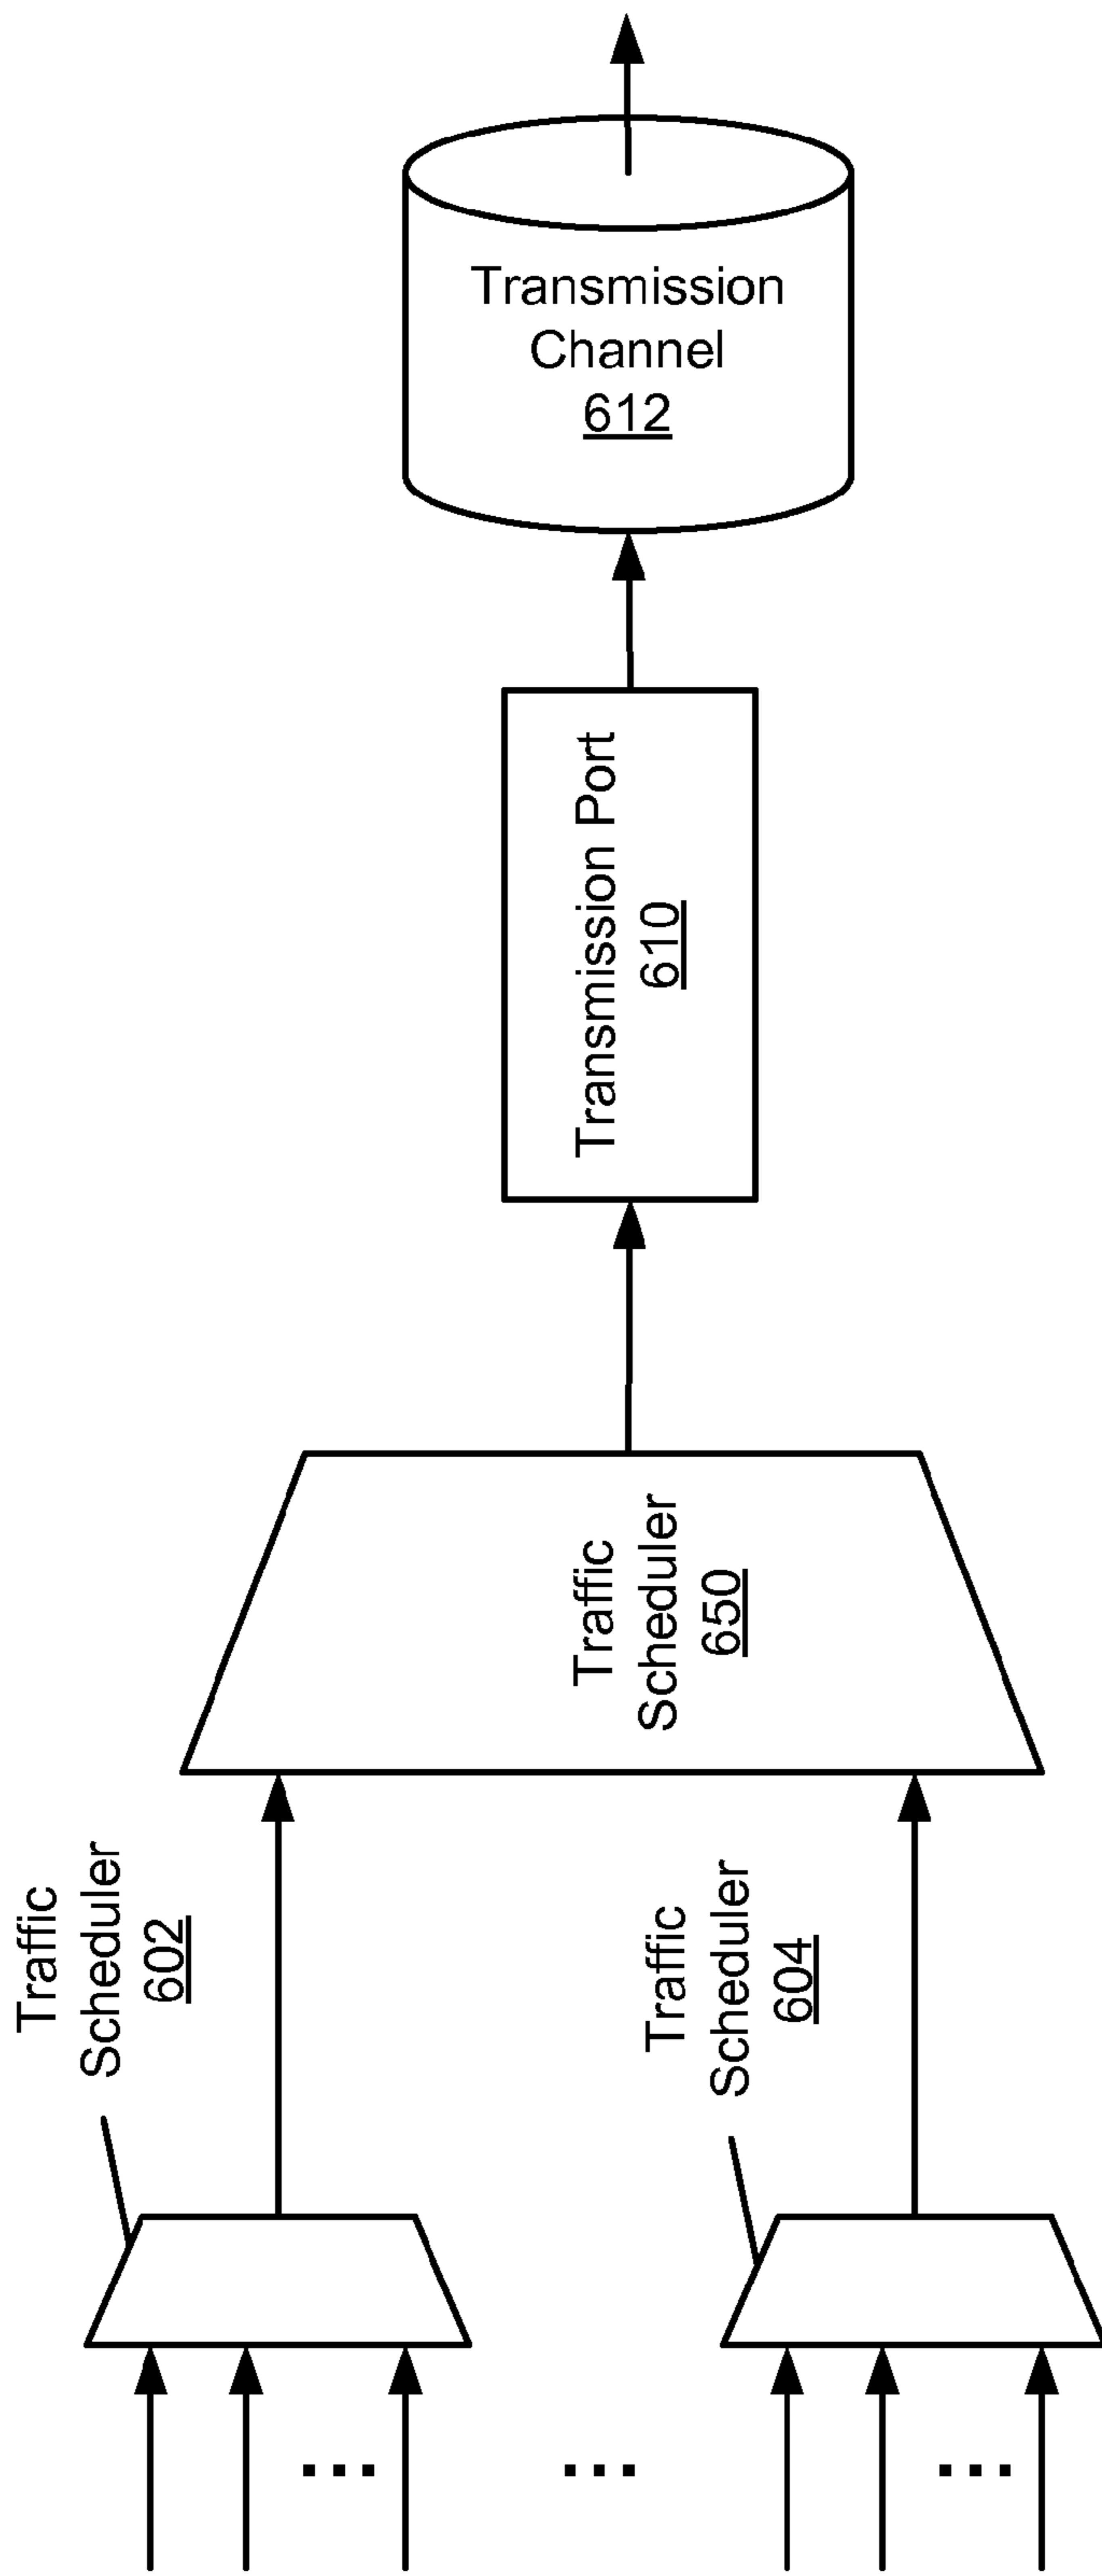 Traffic
Scheduler
602
Traffic
Scheduler
604
Traffic
Scheduler
650
Transmission Port
610
Transmission
Channel
612